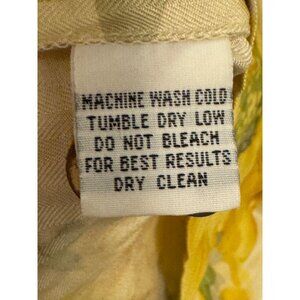 MACHINE WASH COLD
TUMBLE DRY LOW
DO NOT BLEACH
FOR BEST RESULTS
DRY CLEAN